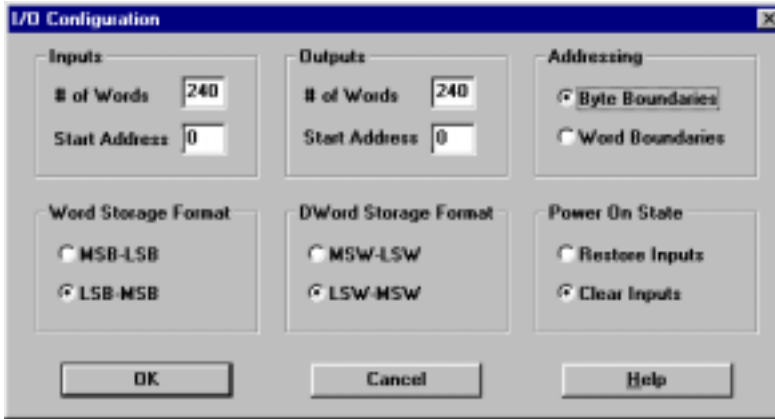 I/O Configuration
Inputs
# of Words 240
Start Address 0
Outputs
# of Words 240
Start Address 0
Addressing
Byte Boundaries
Word Boundaries
Word Storage Format
MSB-LSB
LSB-MSB
DWord Storage Format
MSW-LSW
LSW-MSW
Power On State
Restore Inputs
Clear Inputs
OK
Cancel
Help